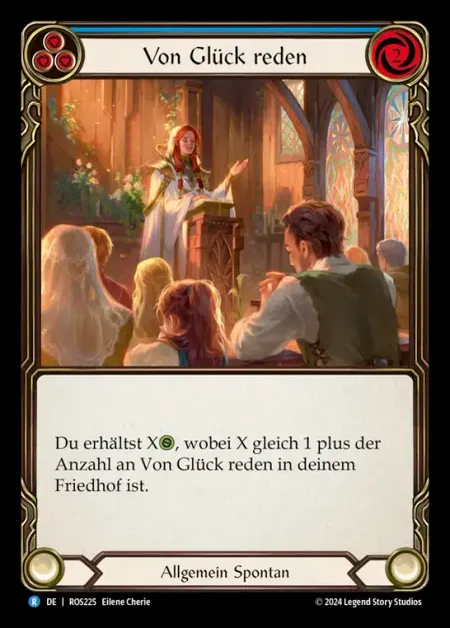 Von Glück reden
2
Du erhältst X, wobei X gleich 1 plus der
Anzahl an Von Glück reden in deinem
Friedhof ist.
Allgemein Spontan
R DE | ROS225 Eilene Cherie
© 2024 Legend Story Studios